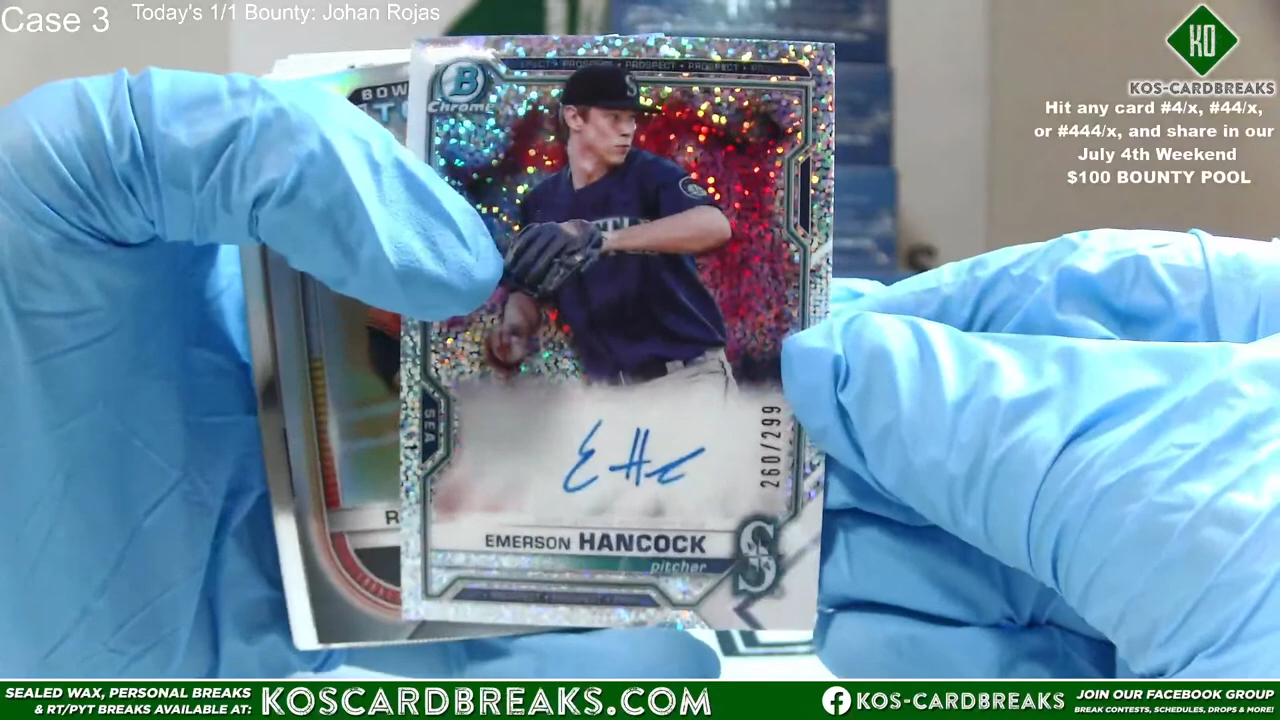 Case 3
Today's 1/1 Bounty: Johan Rojas
KO
KOS-CARDBREAKS
Hit any card #4/x, #44/x,
or #444/x, and share in our
July 4th Weekend
$100 BOUNTY POOL
PROSPECT • PROSPECT
B
Chrome
BOW
S
SEA
260/299
E H
R
EMERSON HANCOCK
pitcher
S
SEALED WAX, PERSONAL BREAKS
& RT/PYT BREAKS AVAILABLE AT:
KOSCARDBREAKS.COM
f KOS-CARDBREAKS
JOIN OUR FACEBOOK GROUP
BREAK CONTESTS, SCHEDULES, DROPS & MORE!